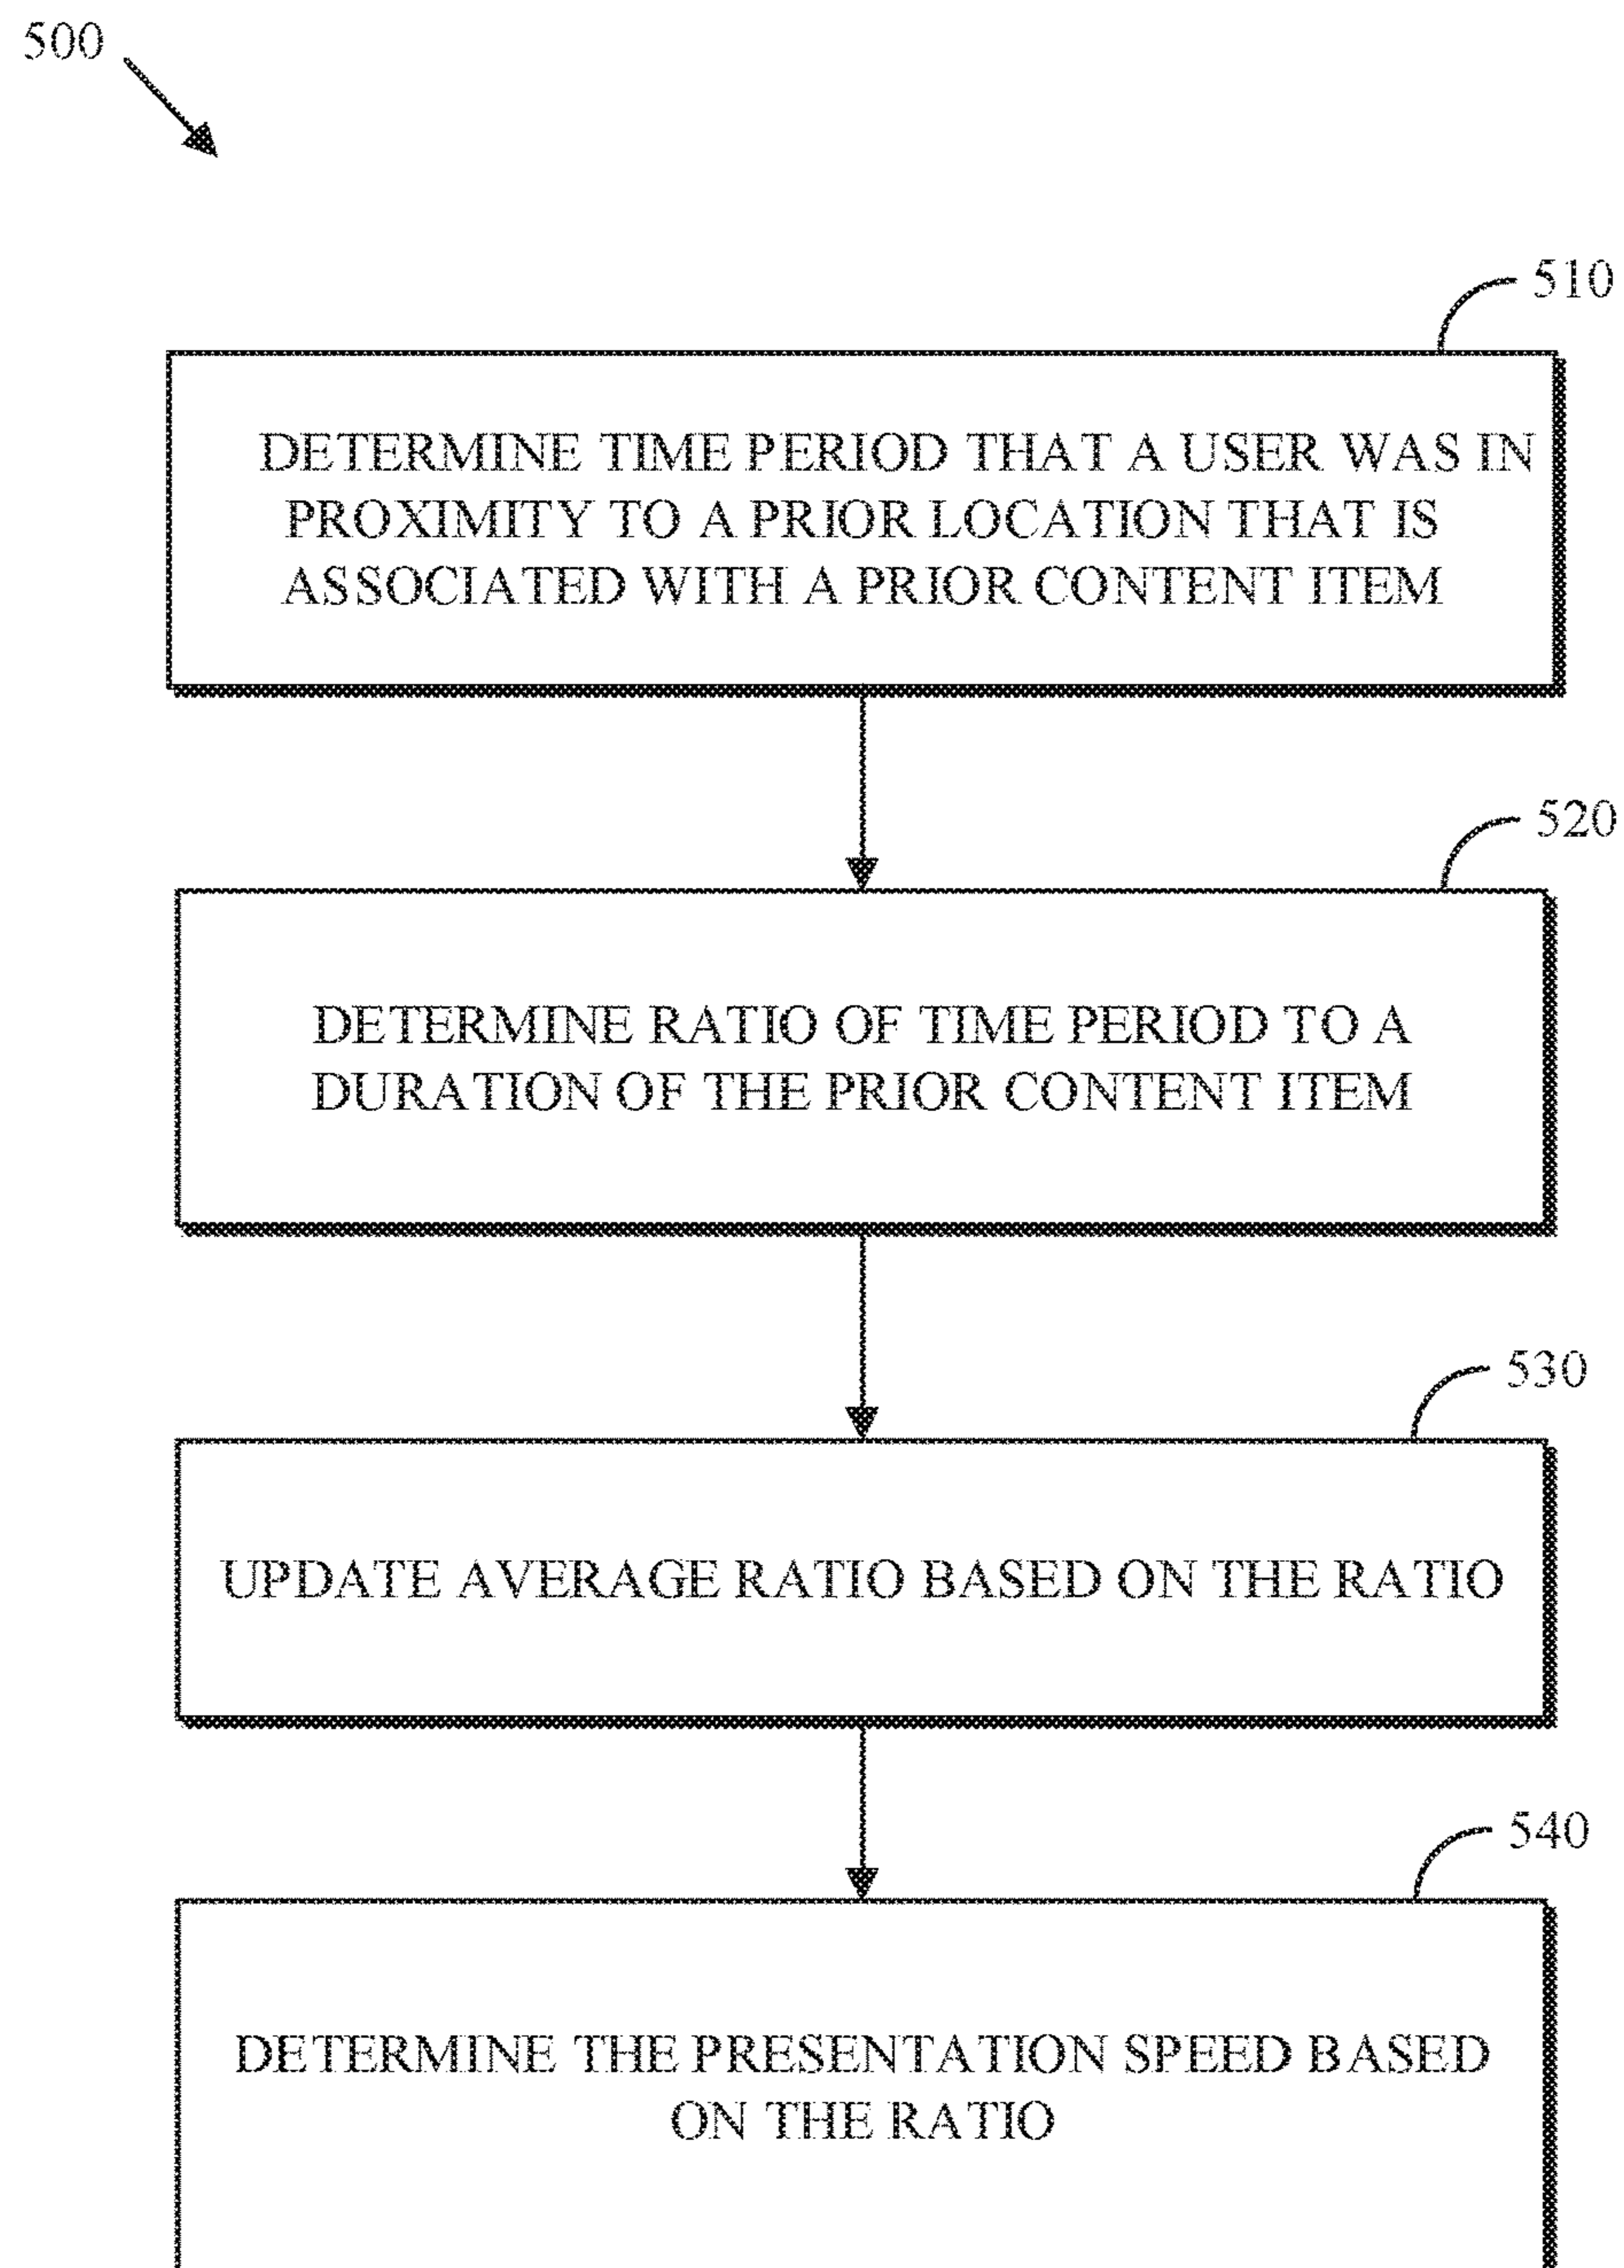 500
510
DETERMINE TIME PERIOD THAT A USER WAS IN
PROXIMITY TO A PRIOR LOCATION THAT IS
ASSOCIATED WITH A PRIOR CONTENT ITEM
520
DETERMINE RATIO OF TIME PERIOD TO A
DURATION OF THE PRIOR CONTENT ITEM
530
UPDATE AVERAGE RATIO BASED ON THE RATIO
540
DETERMINE THE PRESENTATION SPEED BASED
ON THE RATIO